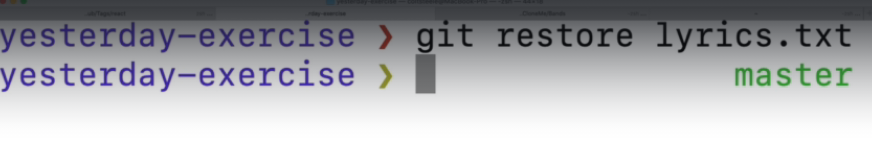 yesterday-exercise ❯ git restore lyrics.txt
yesterday-exercise ❯ master